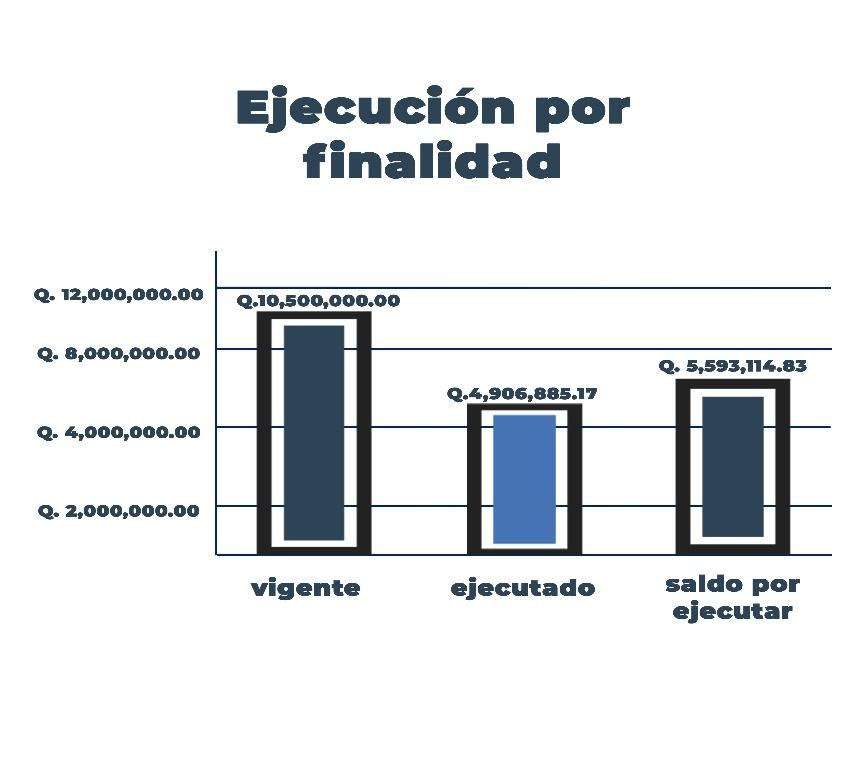 Ejecución por
finalidad
Q. 12,000,000.00
Q.10,500,000.00
Q. 8,000,000.00
Q. 5,593,114.83
Q.4,906,885.17
Q. 4,000,000.00
Q. 2,000,000.00
vigente
ejecutado
saldo por
ejecutar